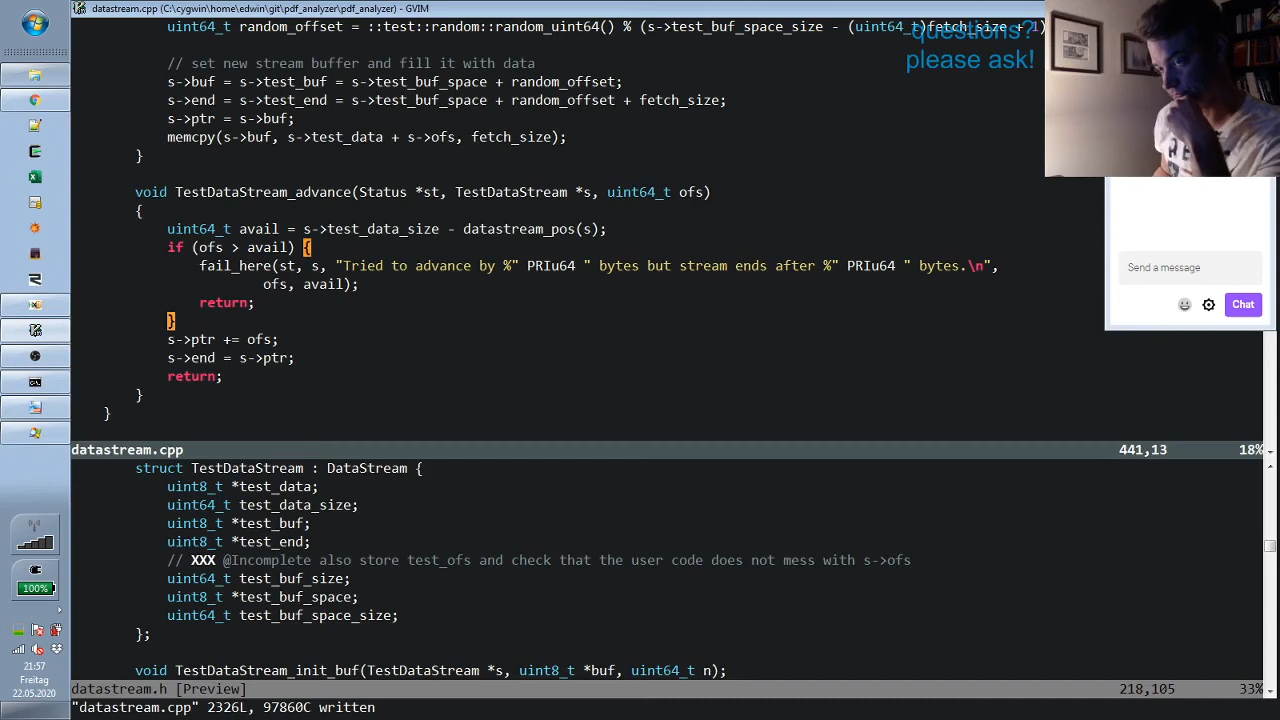 datastream.cpp (C:\cygwin\home\edwin\git\pdf_analyzer\pdf_analyzer) - GVIM
uint64_t random_offset = ::test::random::random_uint64() % (s->test_buf_space_size - (uint64_t)fetch_size + 1)
questions?
please ask!
// set new stream buffer and fill it with data
s->buf = s->test_buf = s->test_buf_space + random_offset;
s->end = s->test_end = s->test_buf_space + random_offset + fetch_size;
s->ptr = s->buf;
memcpy(s->buf, s->test_data + s->ofs, fetch_size);
}
void TestDataStream_advance(Status *st, TestDataStream *s, uint64_t ofs)
{
uint64_t avail = s->test_data_size - datastream_pos(s);
if (ofs > avail) {
fail_here(st, s, "Tried to advance by %" PRIu64 " bytes but stream ends after %" PRIu64 " bytes.\n",
ofs, avail);
return;
}
s->ptr += ofs;
s->end = s->ptr;
return;
}
}
Send a message
Chat
datastream.cpp 441,13 18%
struct TestDataStream : DataStream {
uint8_t *test_data;
uint64_t test_data_size;
uint8_t *test_buf;
uint8_t *test_end;
// XXX @Incomplete also store test_ofs and check that the user code does not mess with s->ofs
uint64_t test_buf_size;
uint8_t *test_buf_space;
uint64_t test_buf_space_size;
};
void TestDataStream_init_buf(TestDataStream *s, uint8_t *buf, uint64_t n);
datastream.h [Preview] 218,105 33%
"datastream.cpp" 2326L, 97860C written
100%
21:57
Freitag
22.05.2020